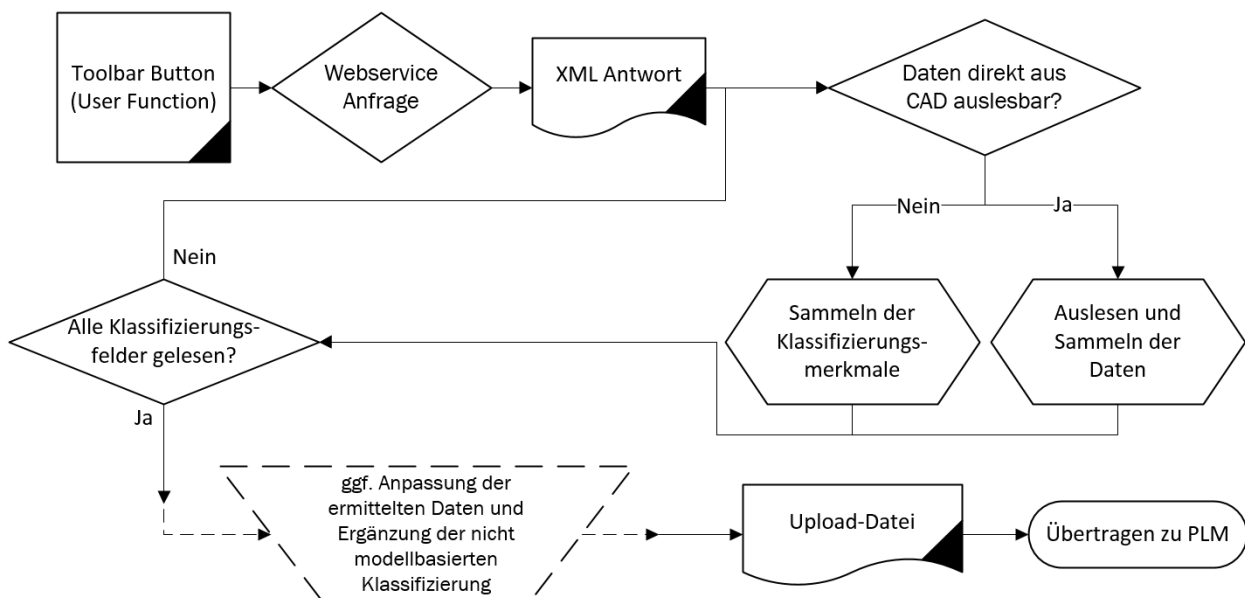 Toolbar Button
(User Function)
Webservice
Anfrage
XML Antwort
Daten direkt aus
CAD auslesbar?
Nein
Ja
Nein
Alle Klassifizierungs-
felder gelesen?
Ja
Sammeln der
Klassifizierungs-
merkmale
Auslesen und
Sammeln der
Daten
ggf. Anpassung der
ermittelten Daten und
Ergänzung der nicht
modellbasierten
Klassifizierung
Upload-Datei
Übertragen zu PLM